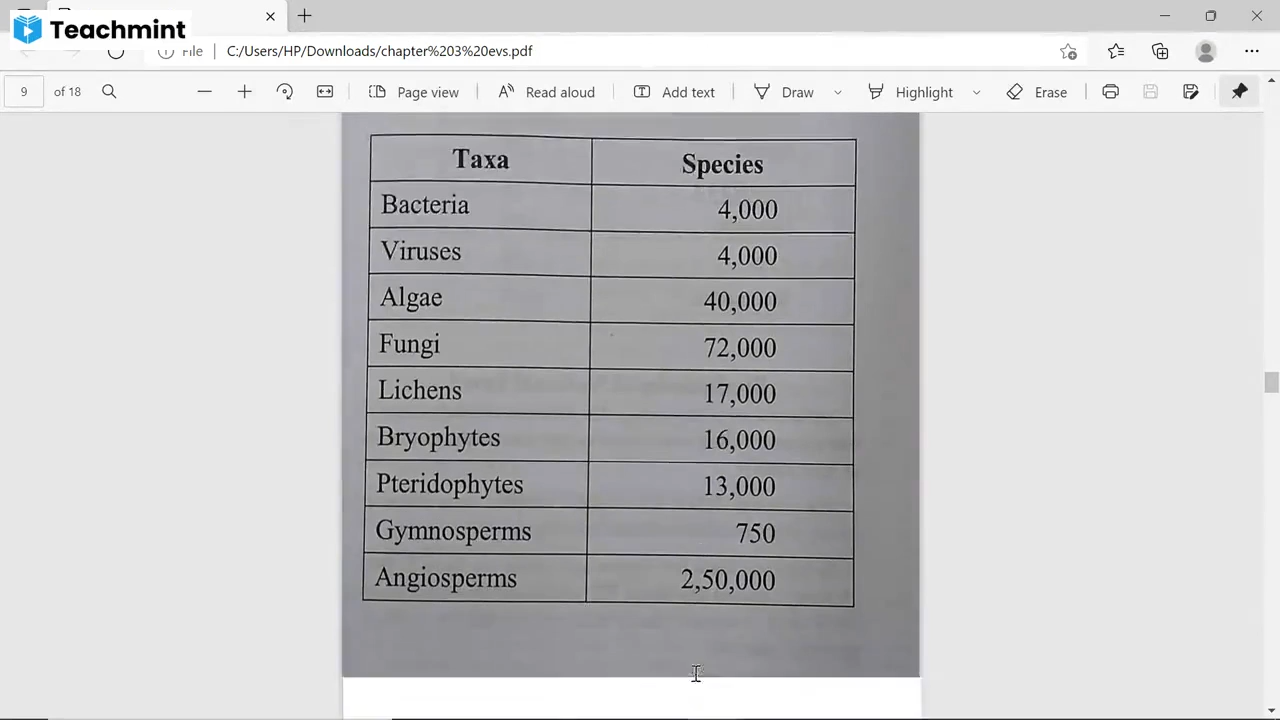 Teachmint
File C:/Users/HP/Downloads/chapter%203%20evs.pdf
9 of 18 Page view Read aloud Add text Draw Highlight Erase
Taxa Species
Bacteria 4,000
Viruses 4,000
Algae 40,000
Fungi 72,000
Lichens 17,000
Bryophytes 16,000
Pteridophytes 13,000
Gymnosperms 750
Angiosperms 2,50,000